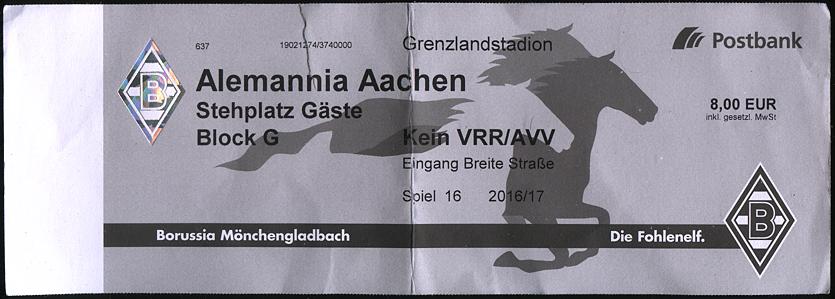 637 19021274/3740000 Grenzlandstadion
Postbank
Alemannia Aachen
Stehplatz Gäste
Block G
Kein VRR/AVV
Eingang Breite Straße
Spiel 16 2016/17
8,00 EUR
inkl. gesetzl. MwSt
B
Borussia Mönchengladbach
Die Fohlenelf.
B